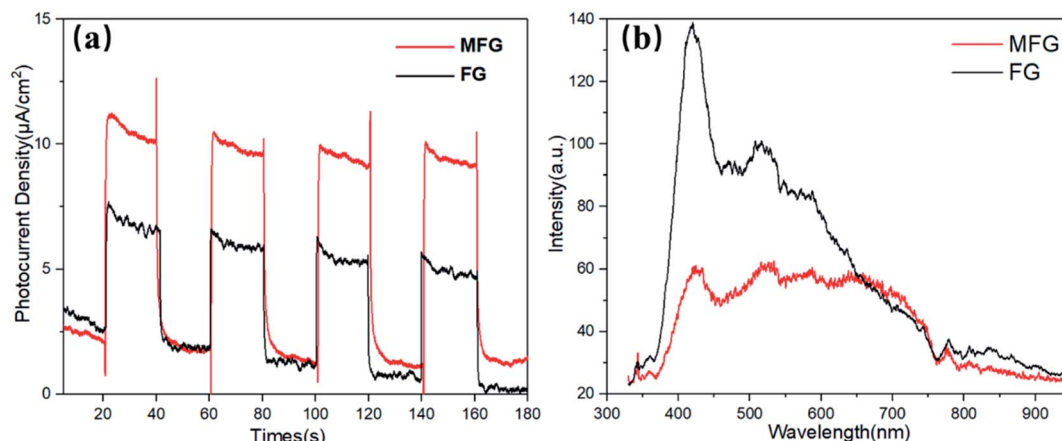 (a)
MFG
FG
Photocurrent Density(μA/cm²)
15
10
5
0
20 40 60 80 100 120 140 160 180
Times(s)
(b)
MFG
FG
Intensity(a.u.)
140
120
100
80
60
40
20
300 400 500 600 700 800 900
Wavelength(nm)